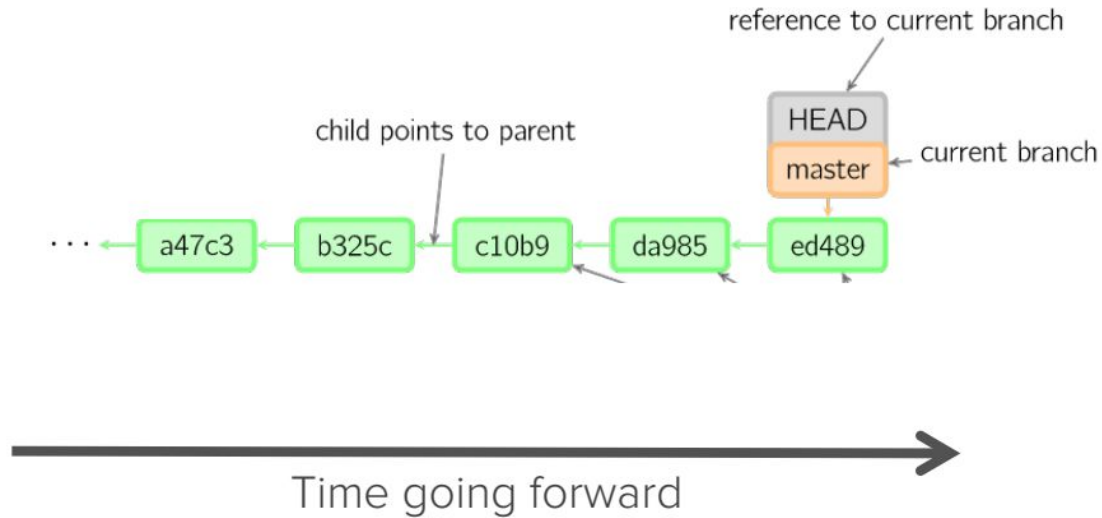 reference to current branch
HEAD
child points to parent
master
current branch
···
a47c3
b325c
c10b9
da985
ed489
Time going forward